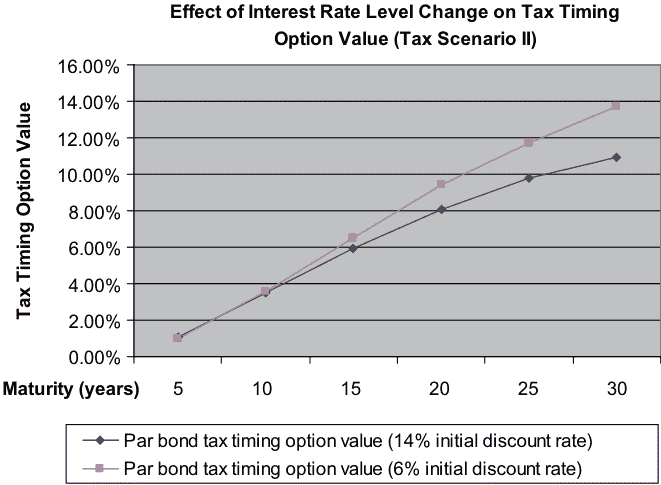 Effect of Interest Rate Level Change on Tax Timing
Option Value (Tax Scenario II)
Tax Timing Option Value
16.00%
14.00%
12.00%
10.00%
8.00%
6.00%
4.00%
2.00%
0.00%
Maturity (years) 5 10 15 20 25 30
Par bond tax timing option value (14% initial discount rate)
Par bond tax timing option value (6% initial discount rate)